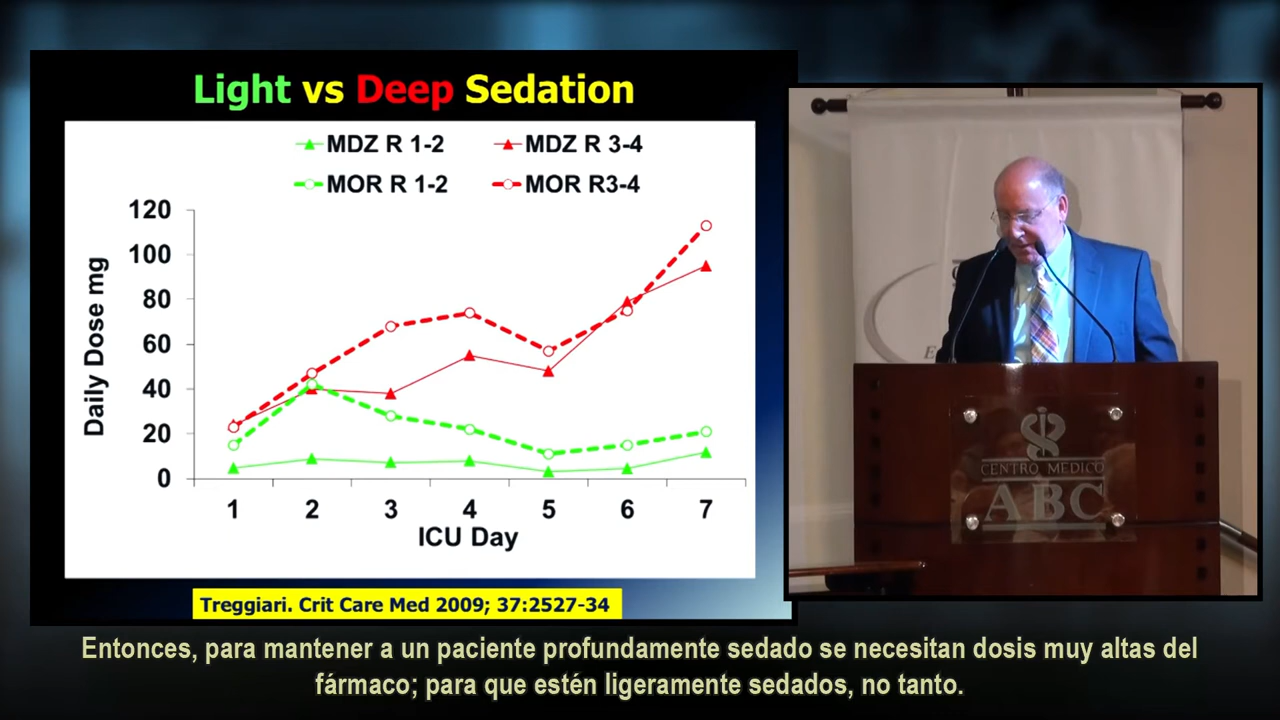 Light vs Deep Sedation
MDZ R 1-2
MDZ R 3-4
MOR R 1-2
MOR R3-4
120
100
80
60
40
20
0
Daily Dose mg
1 2 3 4 5 6 7
ICU Day
Treggiari. Crit Care Med 2009; 37:2527-34
CENTRO MEDICO
ABC
Entonces, para mantener a un paciente profundamente sedado se necesitan dosis muy altas del
fármaco; para que estén ligeramente sedados, no tanto.